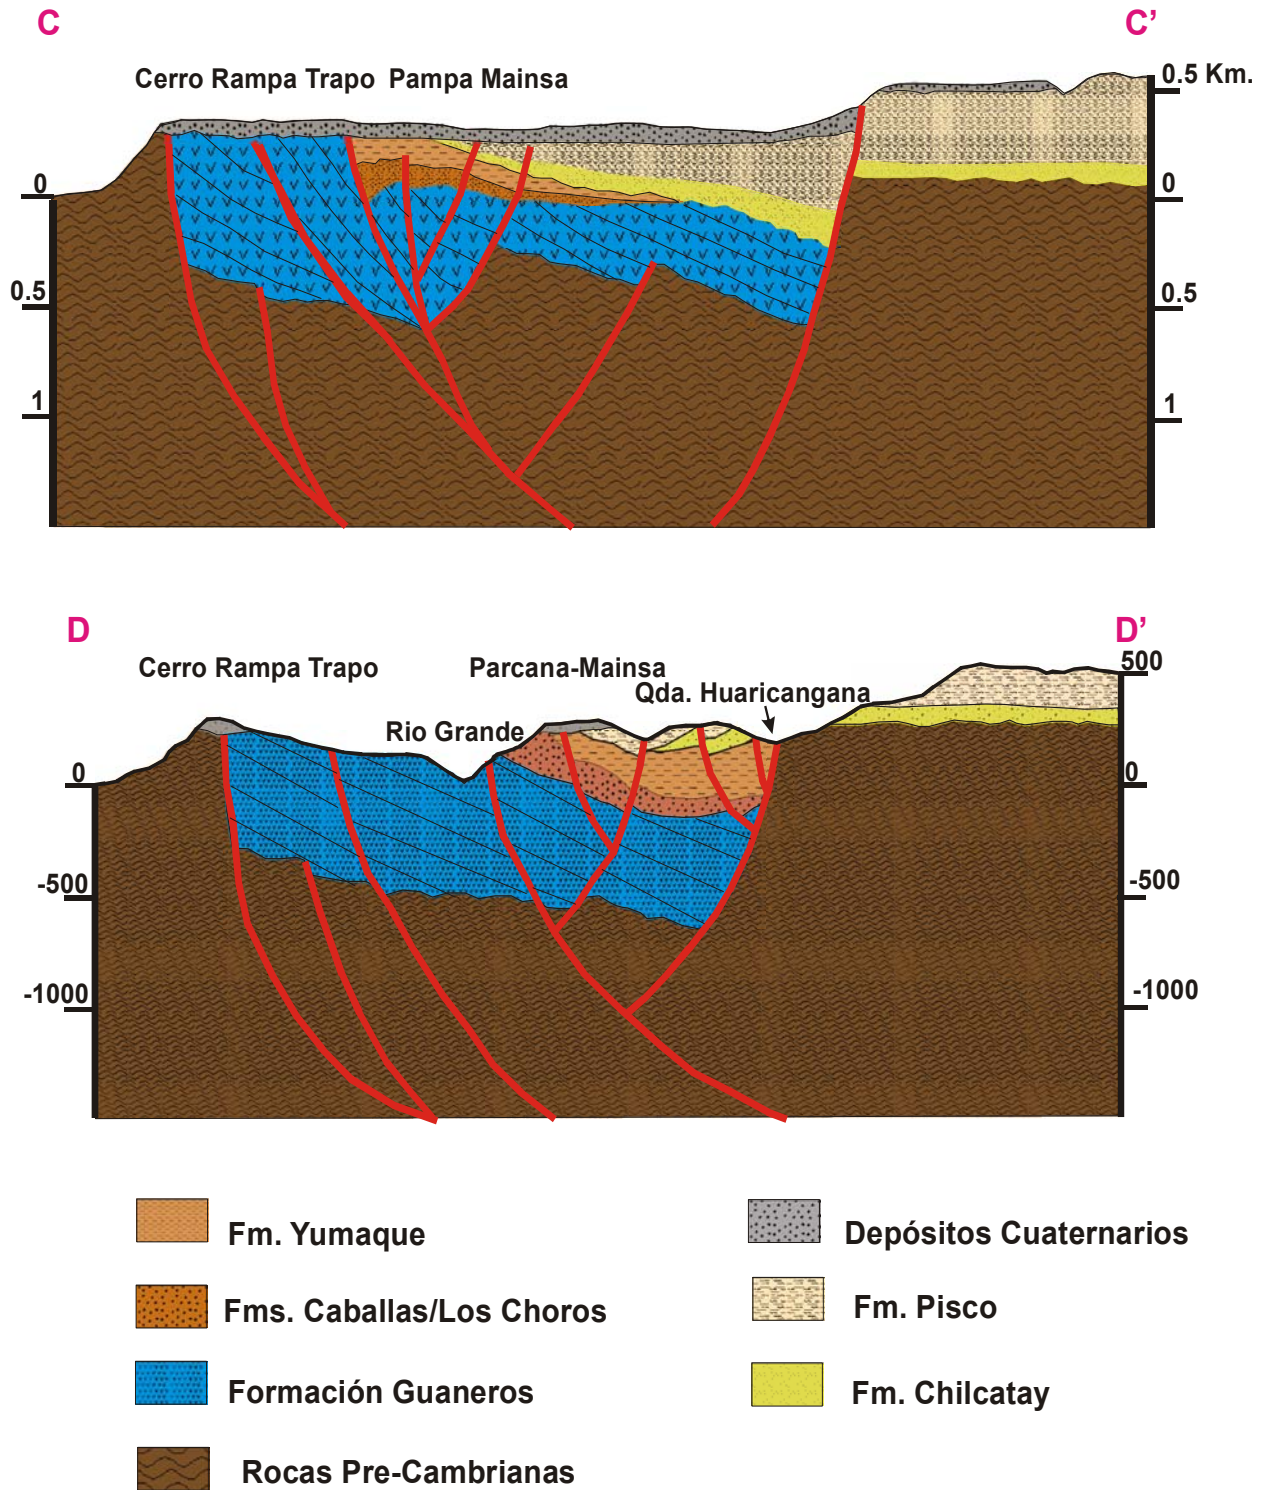 C
C’
Cerro Rampa Trapo Pampa Mainsa
0.5 Km.
0
0
0.5
0.5
1
1
D
D’
Cerro Rampa Trapo
Parcana-Mainsa
500
Qda. Huaricangana
Rio Grande
0
0
-500
-500
-1000
-1000
Fm. Yumaque
Depósitos Cuaternarios
Fms. Caballas/Los Choros
Fm. Pisco
Formación Guaneros
Fm. Chilcatay
Rocas Pre-Cambrianas